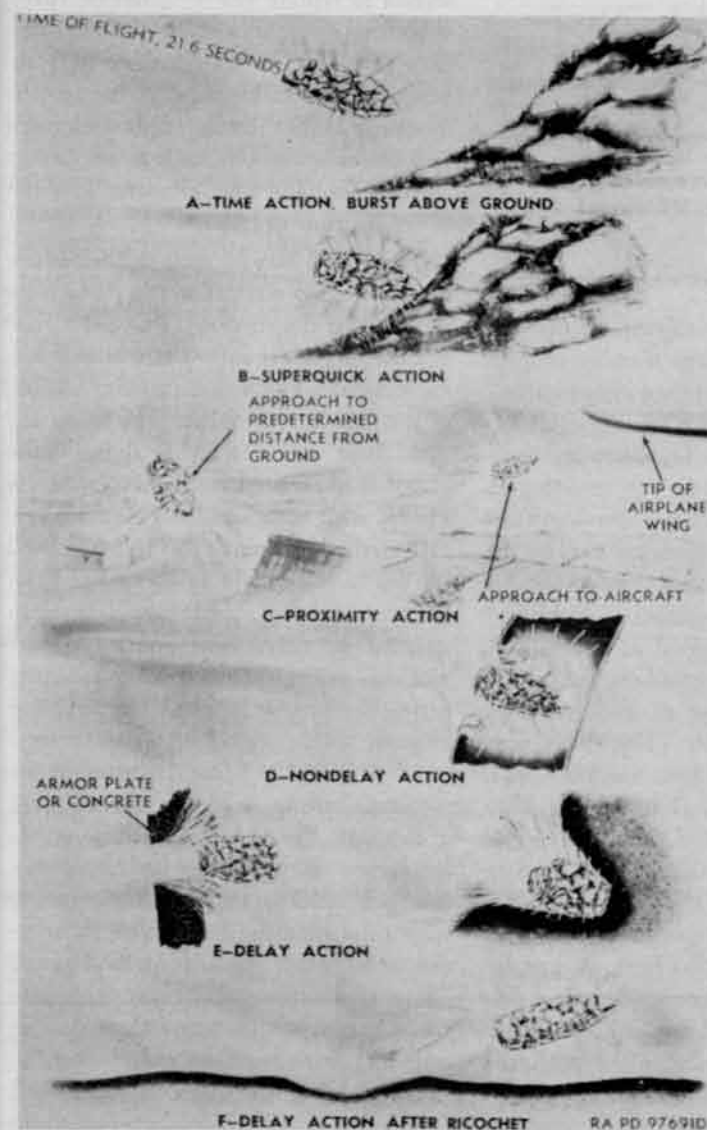 TIME OF FLIGHT, 21.6 SECONDS
A—TIME ACTION, BURST ABOVE GROUND
B—SUPERQUICK ACTION
APPROACH TO
PREDETERMINED
DISTANCE FROM
GROUND
TIP OF
AIRPLANE
WING
C—PROXIMITY ACTION
APPROACH TO AIRCRAFT
D—NONDELAY ACTION
ARMOR PLATE
OR CONCRETE
E—DELAY ACTION
F—DELAY ACTION AFTER RICOCHET
RA PD 97691D